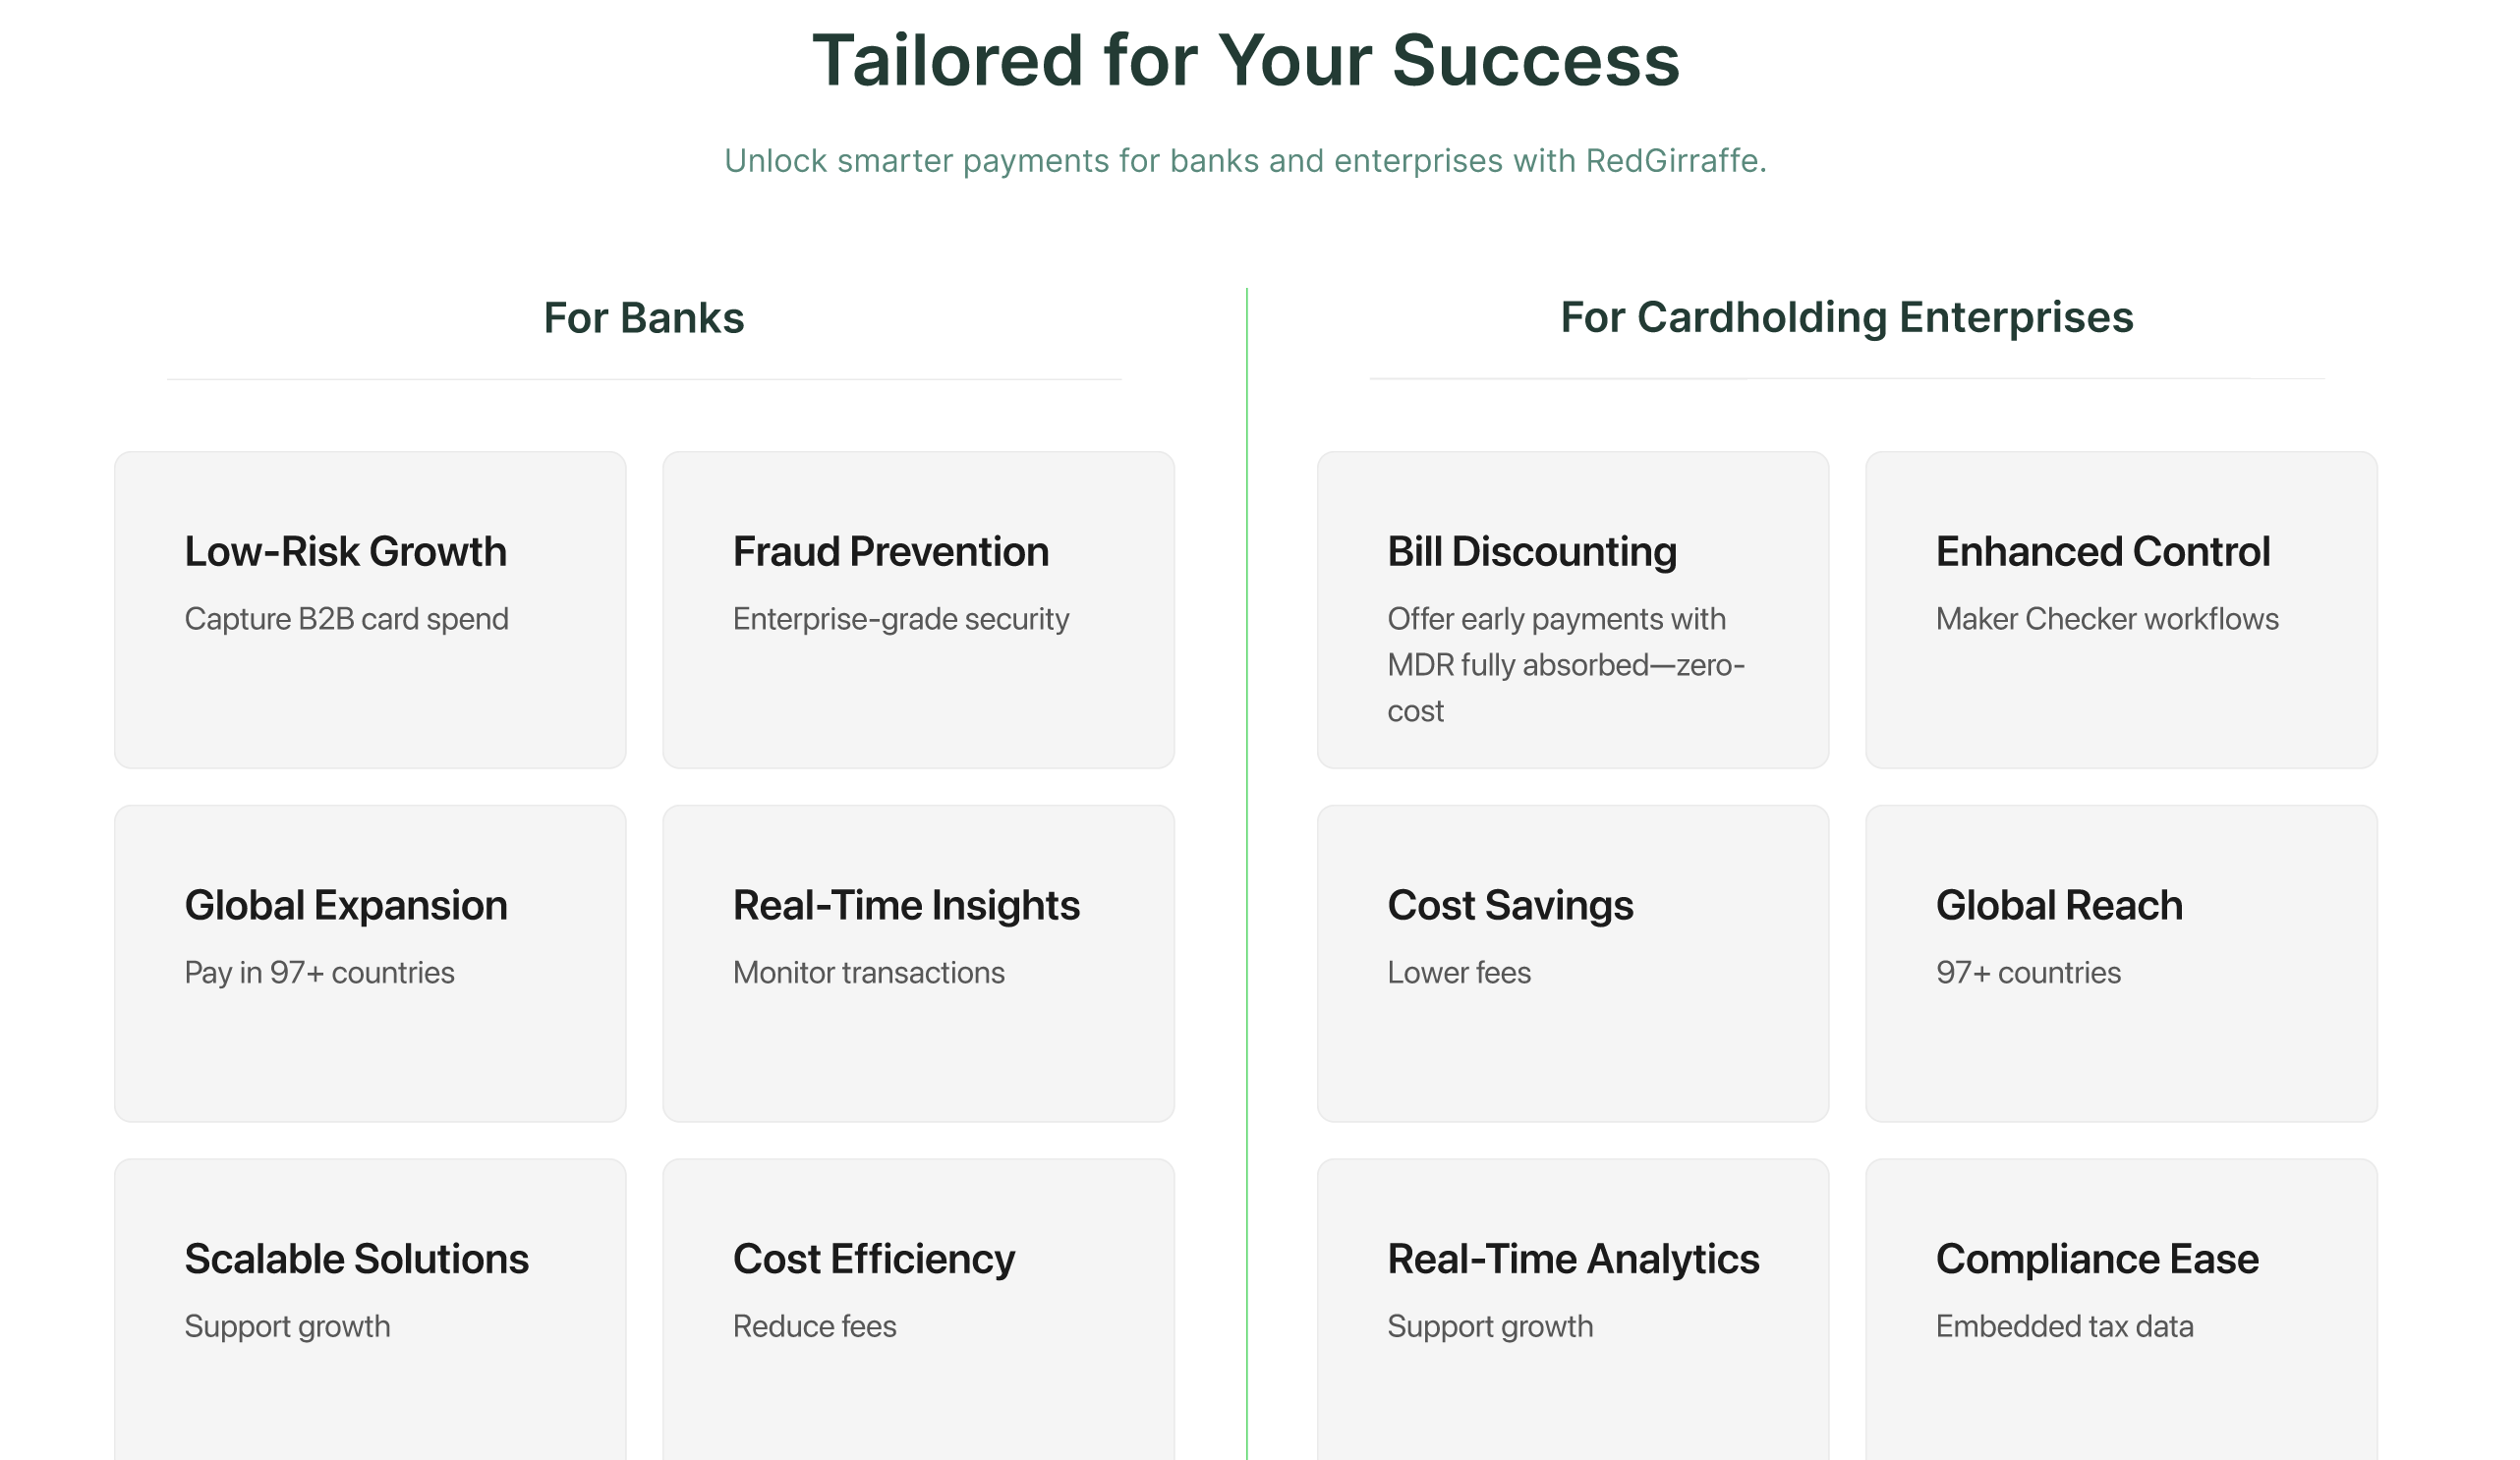 Tailored for Your Success
Unlock smarter payments for banks and enterprises with RedGirraffe.
For Banks
Low-Risk Growth
Capture B2B card spend
Fraud Prevention
Enterprise-grade security
Global Expansion
Pay in 97+ countries
Real-Time Insights
Monitor transactions
Scalable Solutions
Support growth
Cost Efficiency
Reduce fees
For Cardholding Enterprises
Bill Discounting
Offer early payments with
MDR fully absorbed—zero-
cost
Enhanced Control
Maker Checker workflows
Cost Savings
Lower fees
Global Reach
97+ countries
Real-Time Analytics
Support growth
Compliance Ease
Embedded tax data